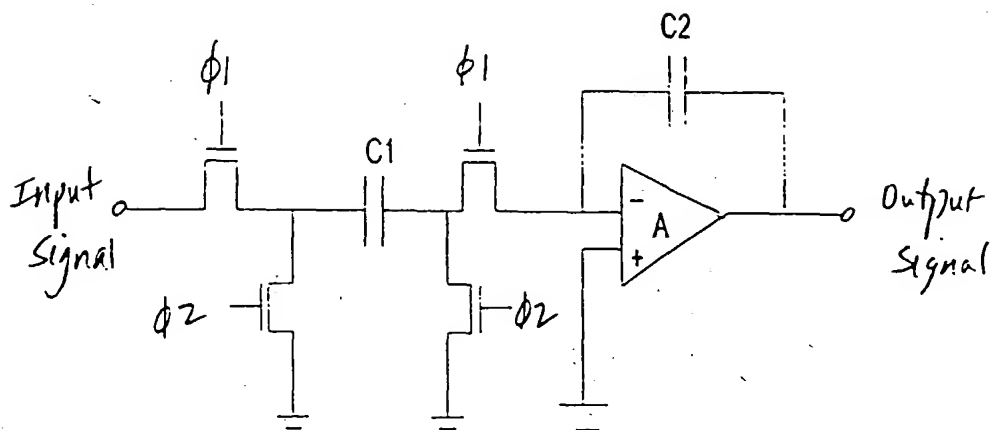 C2
ϕ1
ϕ1
C1
Input
Signal
Output
Signal
−
A
+
ϕ2
ϕ2